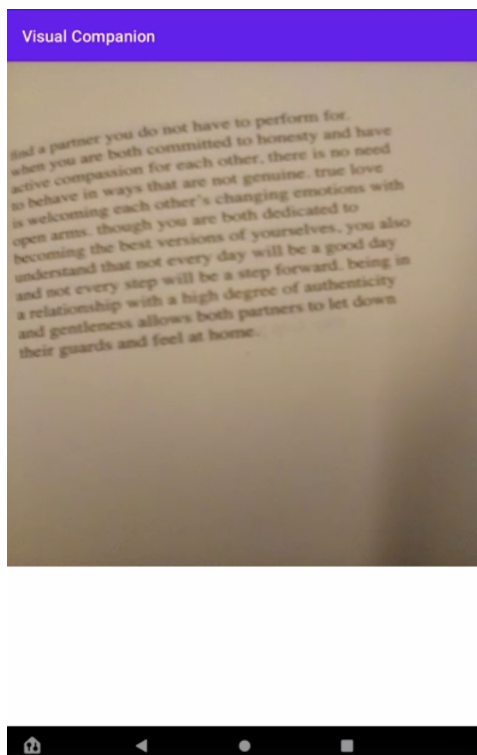 Visual Companion
find a partner you do not have to perform for.
when you are both committed to honesty and have
active compassion for each other, there is no need
to behave in ways that are not genuine. true love
is welcoming each other's changing emotions with
open arms. though you are both dedicated to
becoming the best versions of yourselves, you also
understand that not every day will be a good day
and not every step will be a step forward. being in
a relationship with a high degree of authenticity
and gentleness allows both partners to let down
their guards and feel at home.